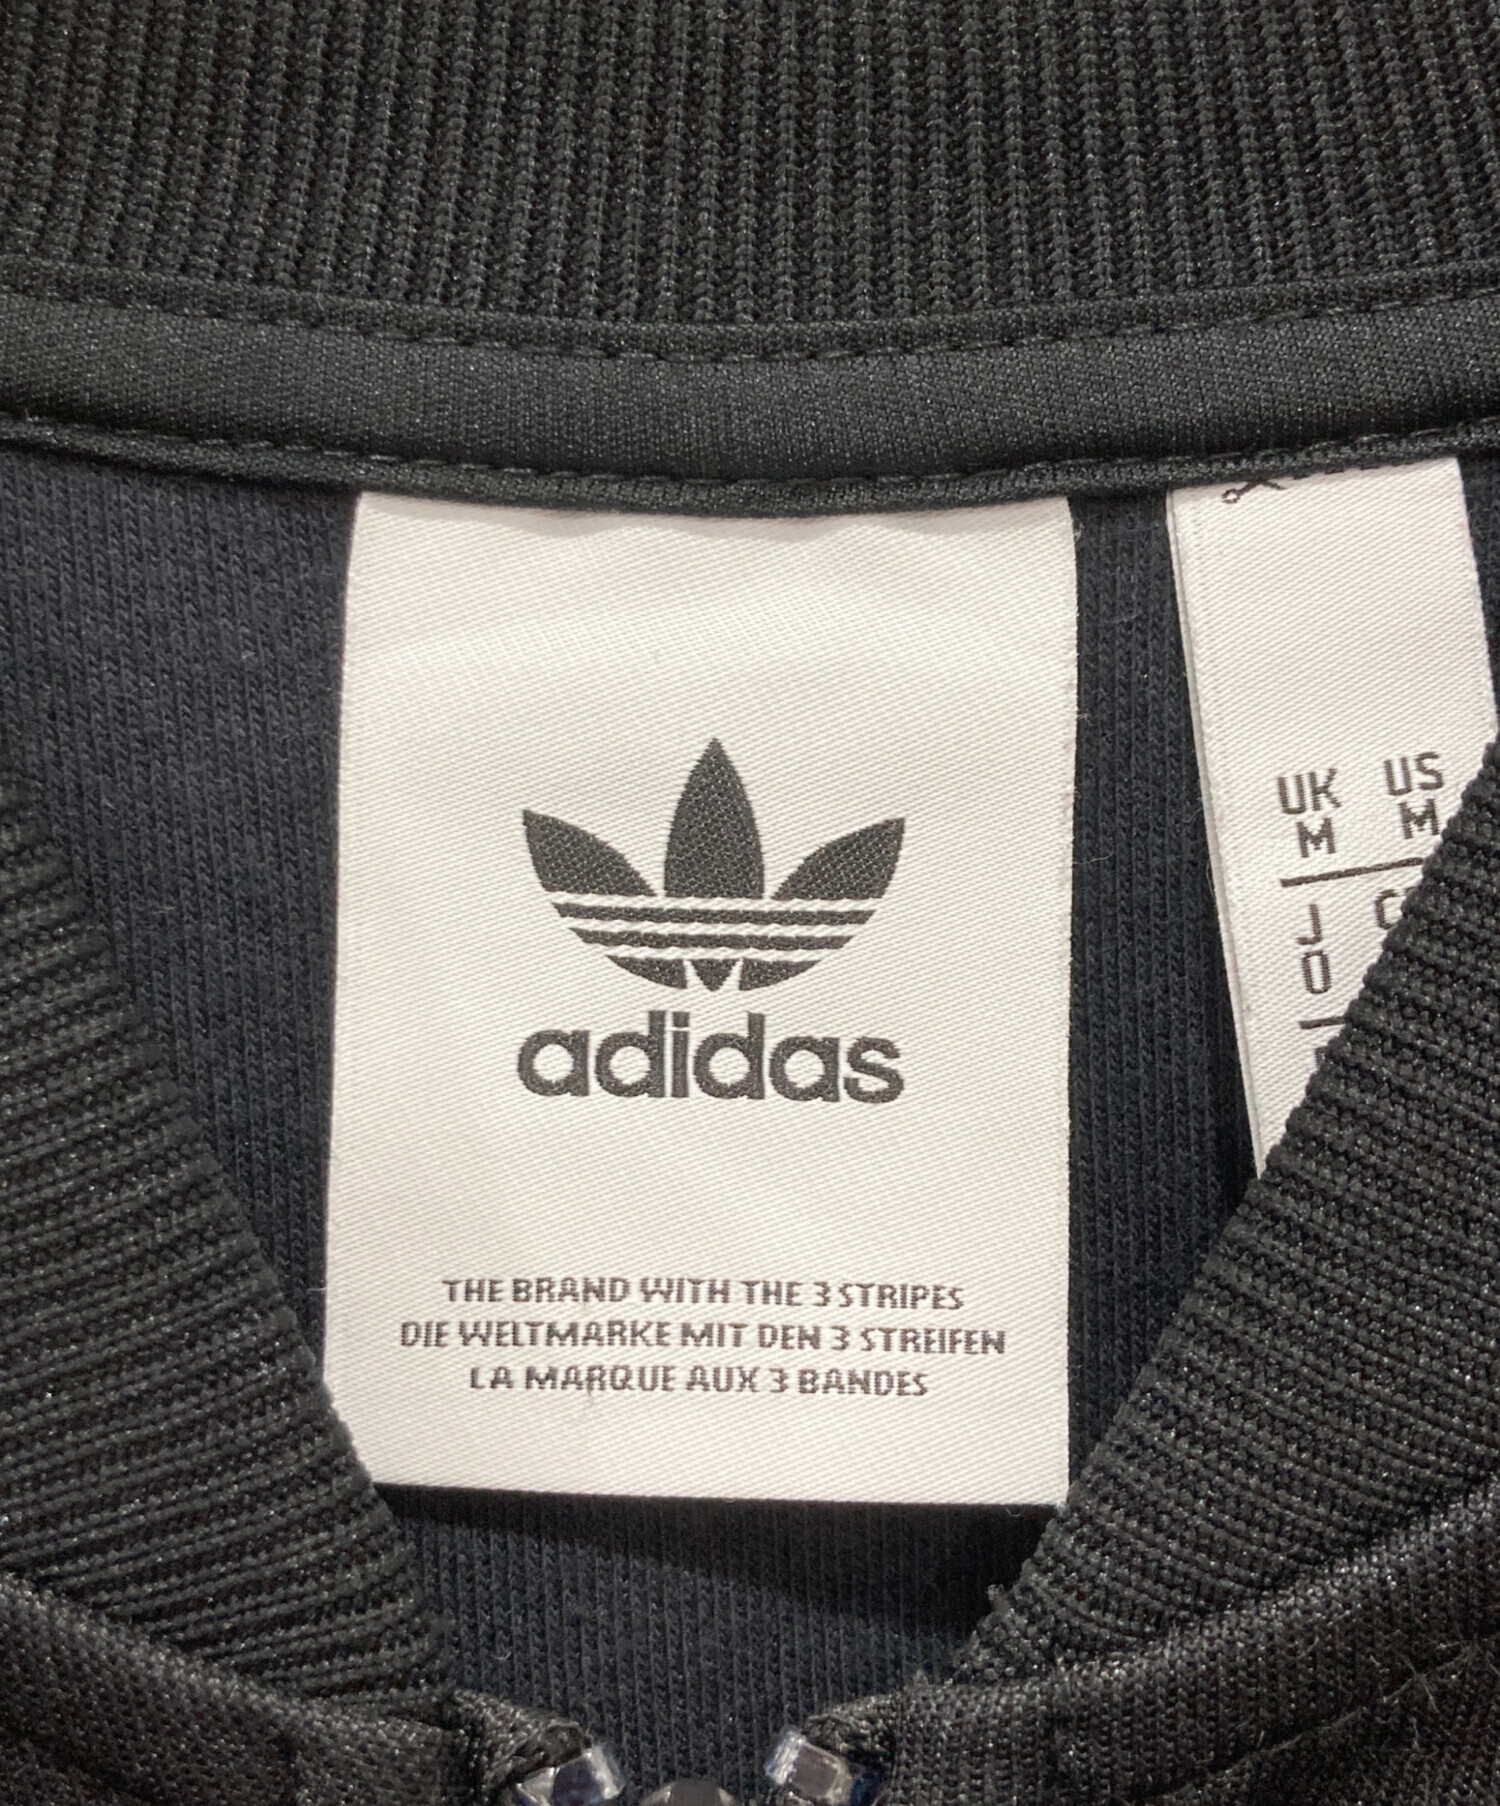 adidas
THE BRAND WITH THE 3 STRIPES
DIE WELTMARKE MIT DEN 3 STREIFEN
LA MARQUE AUX 3 BANDES
UK US
M M
J
O